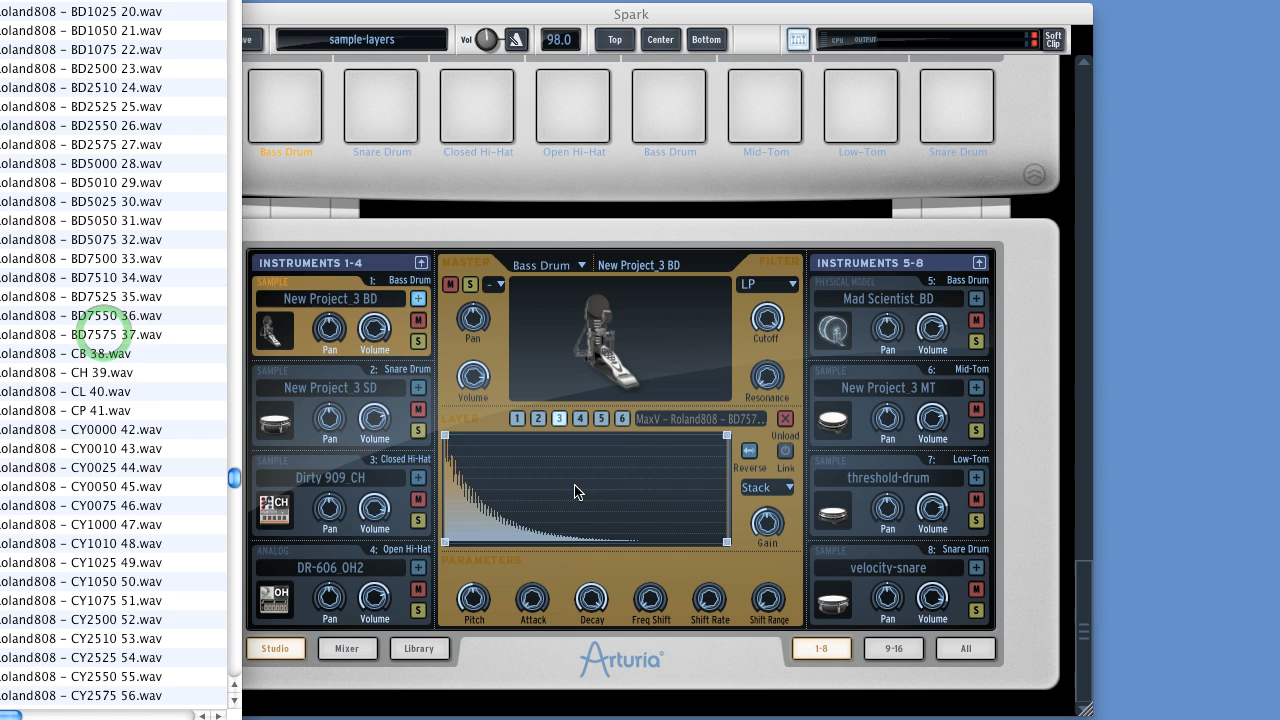 Spark
ve
sample-layers
Vol
98.0
Top
Center
Bottom
CPU
OUTPUT
Soft Clip
Bass Drum
Snare Drum
Closed Hi-Hat
Open Hi-Hat
Bass Drum
Mid-Tom
Low-Tom
Snare Drum
oland808 - BD1025 20.wav
oland808 - BD1050 21.wav
oland808 - BD1075 22.wav
oland808 - BD2500 23.wav
oland808 - BD2510 24.wav
oland808 - BD2525 25.wav
oland808 - BD2550 26.wav
oland808 - BD2575 27.wav
oland808 - BD5000 28.wav
oland808 - BD5010 29.wav
oland808 - BD5025 30.wav
oland808 - BD5050 31.wav
oland808 - BD5075 32.wav
oland808 - BD7500 33.wav
oland808 - BD7510 34.wav
oland808 - BD7525 35.wav
oland808 - BD7550 36.wav
oland808 - BD7575 37.wav
oland808 - CB 38.wav
oland808 - CH 39.wav
oland808 - CL 40.wav
oland808 - CP 41.wav
oland808 - CY0010 42.wav
oland808 - CY0010 43.wav
oland808 - CY0025 44.wav
oland808 - CY0050 45.wav
oland808 - CY0075 46.wav
oland808 - CY1000 47.wav
oland808 - CY1010 48.wav
oland808 - CY1025 49.wav
oland808 - CY1050 50.wav
oland808 - CY1075 51.wav
oland808 - CY2500 52.wav
oland808 - CY2510 53.wav
oland808 - CY2525 54.wav
oland808 - CY2550 55.wav
oland808 - CY2575 56.wav
INSTRUMENTS 1-4
SAMPLE
1: Bass Drum
New Project_3 BD
M
S
Pan
Volume
SAMPLE
2: Snare Drum
New Project_3 SD
M
S
Pan
Volume
SAMPLE
3: Closed Hi-Hat
Dirty 909_CH
CH
M
S
Pan
Volume
ANALOG
4: Open Hi-Hat
DR-606_OH2
OH
M
S
Pan
Volume
MASTER
Bass Drum
New Project_3 BD
FILTER
M
S
-
LP
Pan
Cutoff
Volume
Resonance
LAYER
1 2 3 4 5 6
MaxV - Roland808 - BD757...
X
Unload
Reverse
Link
Stack
Gain
PARAMETERS
Pitch
Attack
Decay
Freq Shift
Shift Rate
Shift Range
INSTRUMENTS 5-8
PHYSICAL MODEL
5: Bass Drum
Mad Scientist_BD
M
S
Pan
Volume
SAMPLE
6: Mid-Tom
New Project_3 MT
M
S
Pan
Volume
SAMPLE
7: Low-Tom
threshold-drum
M
S
Pan
Volume
SAMPLE
8: Snare Drum
velocity-snare
M
S
Pan
Volume
Studio
Mixer
Library
Arturia
1-8
9-16
All